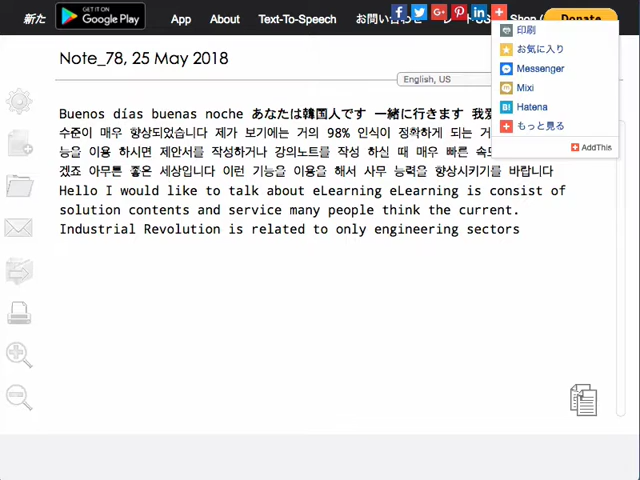 新た GET IT ON Google Play App About Text-To-Speech お問い合わせ Donate
印刷
お気に入り
Messenger
Mixi
Hatena
もっと見る
AddThis
Note_78, 25 May 2018
English, US
Buenos días buenas noche あなたは韓国人です 一緒に行きます 我
수준이 매우 향상되었습니다 제가 보기에는 거의 98% 인식이 정확하게 되는 거
능을 이용 하시면 제안서를 작성하거나 강의노트를 작성 하신 때 매우 빠른
겠죠 아무튼 좋은 세상입니다 이런 기능을 이용을 해서 사무 능력을 향상시키기를 바랍니다
Hello I would like to talk about eLearning eLearning is consist of
solution contents and service many people think the current.
Industrial Revolution is related to only engineering sectors